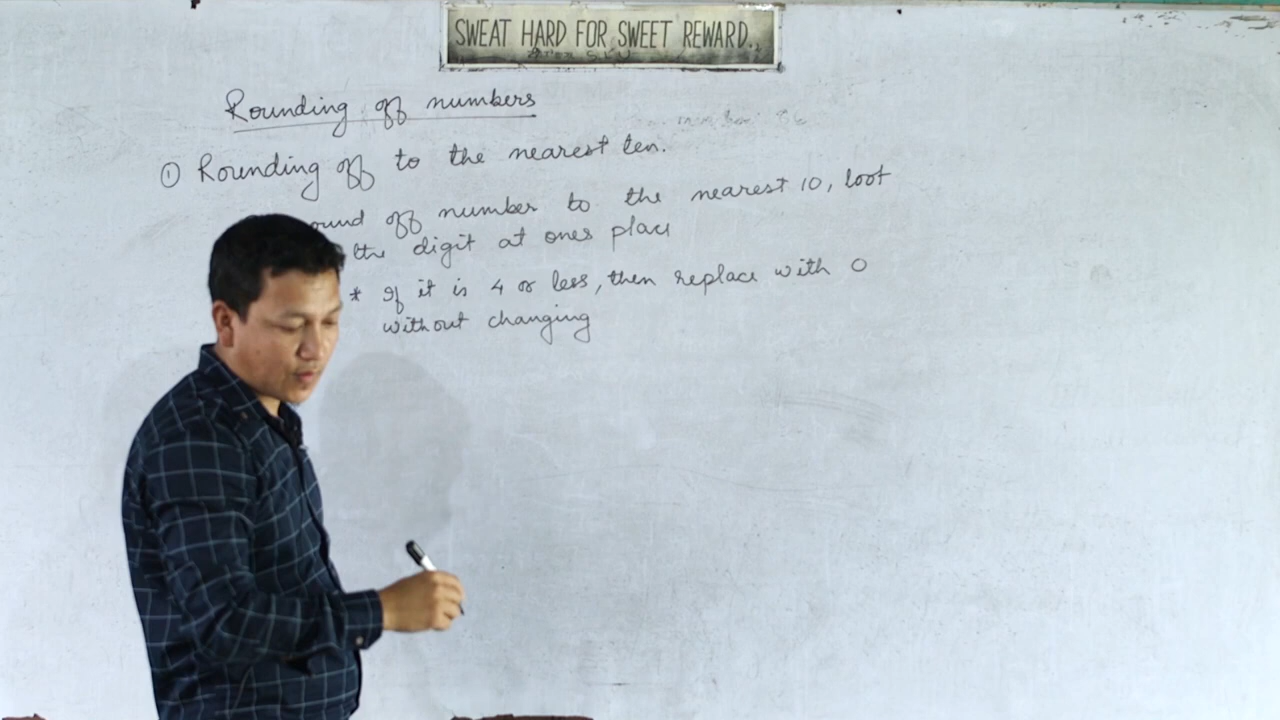 SWEAT HARD FOR SWEET REWARD.
Rounding off numbers
① Rounding off to the nearest ten.
ound off number to the nearest 10, loot
the digit at ones place
* If it is 4 or less, then replace with 0
without changing